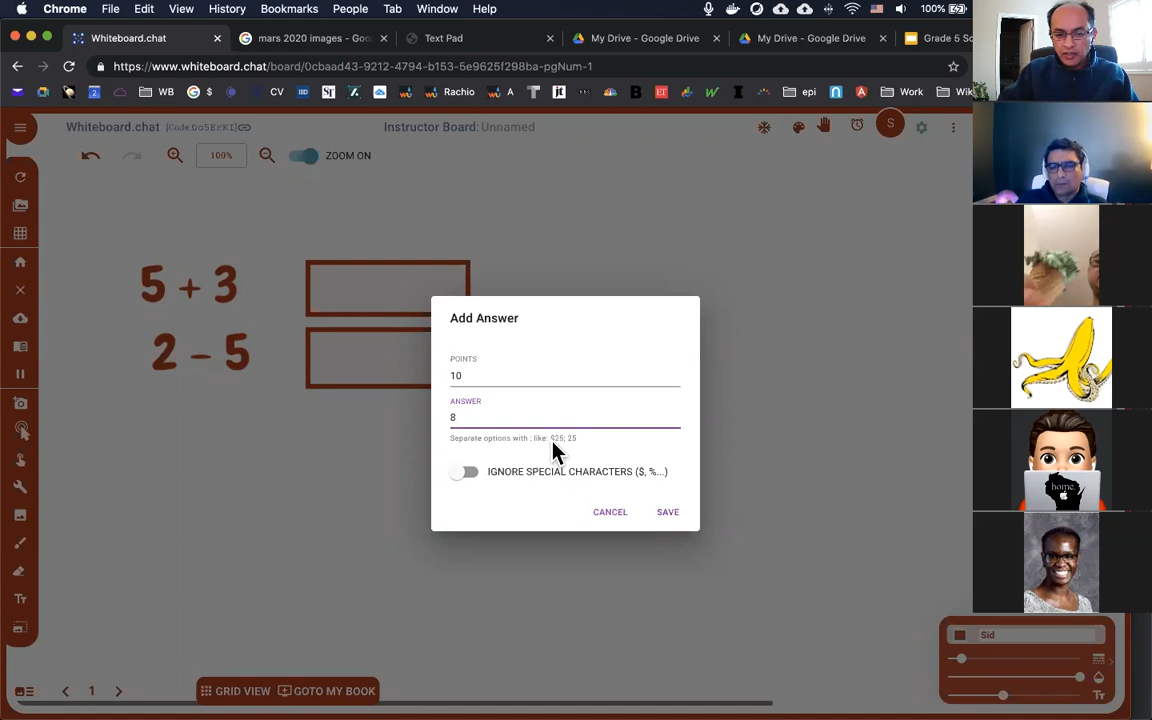 Chrome File Edit View History Bookmarks People Tab Window Help 100%
Whiteboard.chat mars 2020 images - Goo Text Pad My Drive - Google Drive My Drive - Google Drive Grade 5 Sc
https://www.whiteboard.chat/board/0cbaad43-9212-4794-b153-5e9625f298ba-pgNum-1
WB $ CV Rachio A epi Work Wik
Whiteboard.chat Instructor Board: Unnamed S
100% ZOOM ON
5 + 3
2 - 5
Add Answer
POINTS
10
ANSWER
8
Separate options with ; like: $25; 25
IGNORE SPECIAL CHARACTERS ($, %...)
CANCEL SAVE
home.
Sid
1 GRID VIEW GOTO MY BOOK